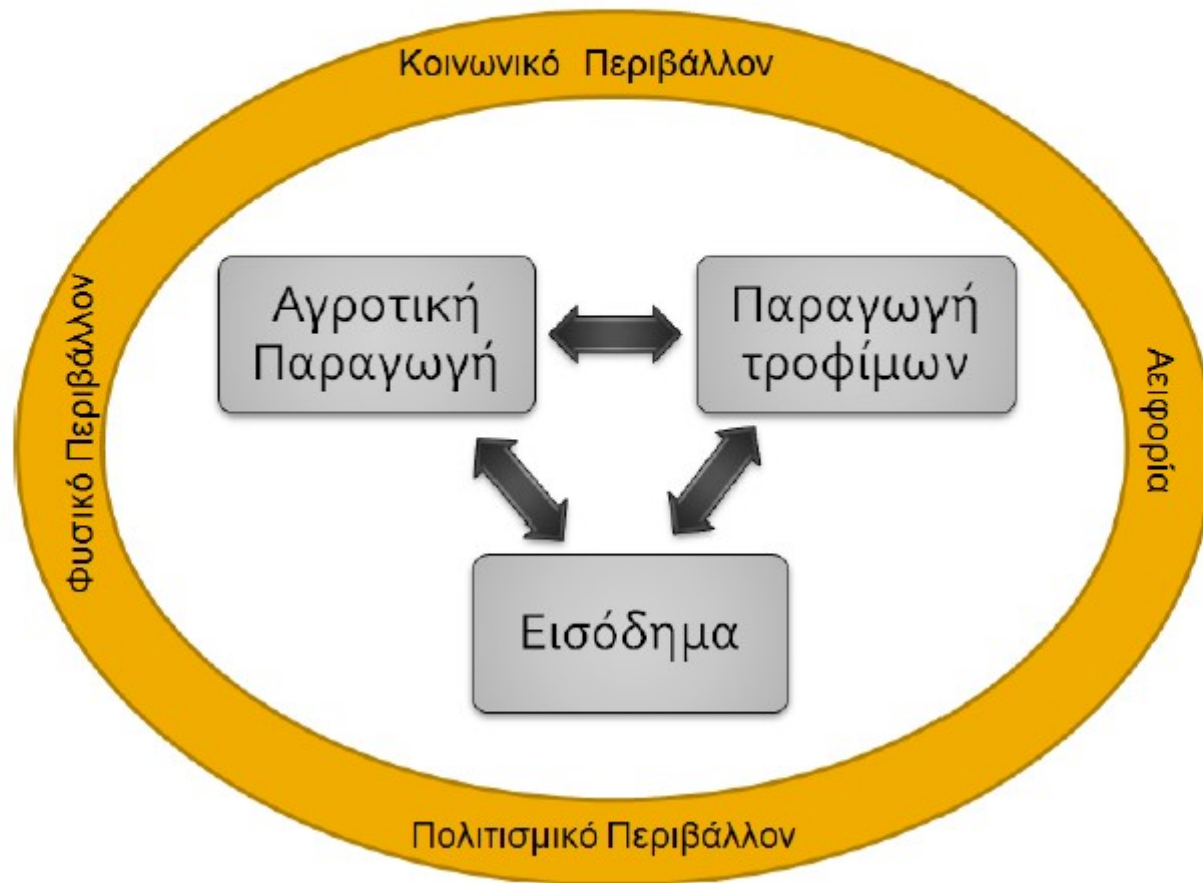 Κοινωνικό Περιβάλλον
Φυσικό Περιβάλλον
Αγροτική
Παραγωγή
Παραγωγή
τροφίμων
Αειφορία
Εισόδημα
Πολιτισμικό Περιβάλλον